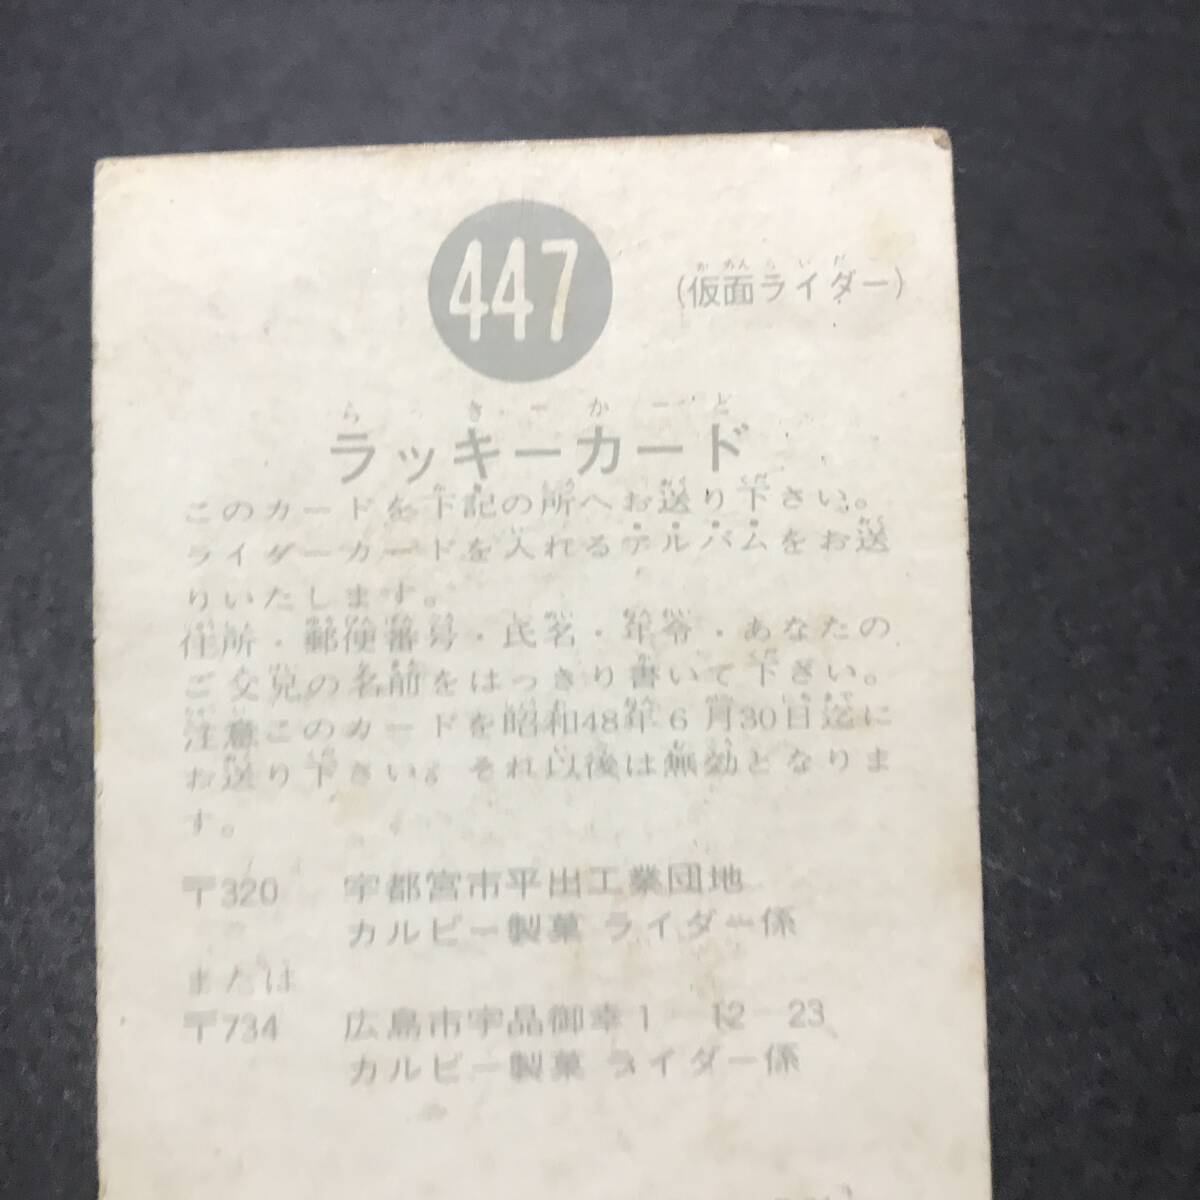 447
(仮面ライダー)
ラッキーカード
このカードを下記の所へお送り下さい。
ライダーカードを入れるアルバムをお送
りいたします。
住所・郵便番号・氏名・年令・あなたの
ご父兄の名前をはっきり書いて下さい。
注意このカードを昭和48年6月30日迄に
お送り下さい。それ以後は無効となりま
す。
〒320 宇都宮市平出工業団地
カルビー製菓 ライダー係
または
〒734 広島市宇品御幸1-12-23
カルビー製菓 ライダー係